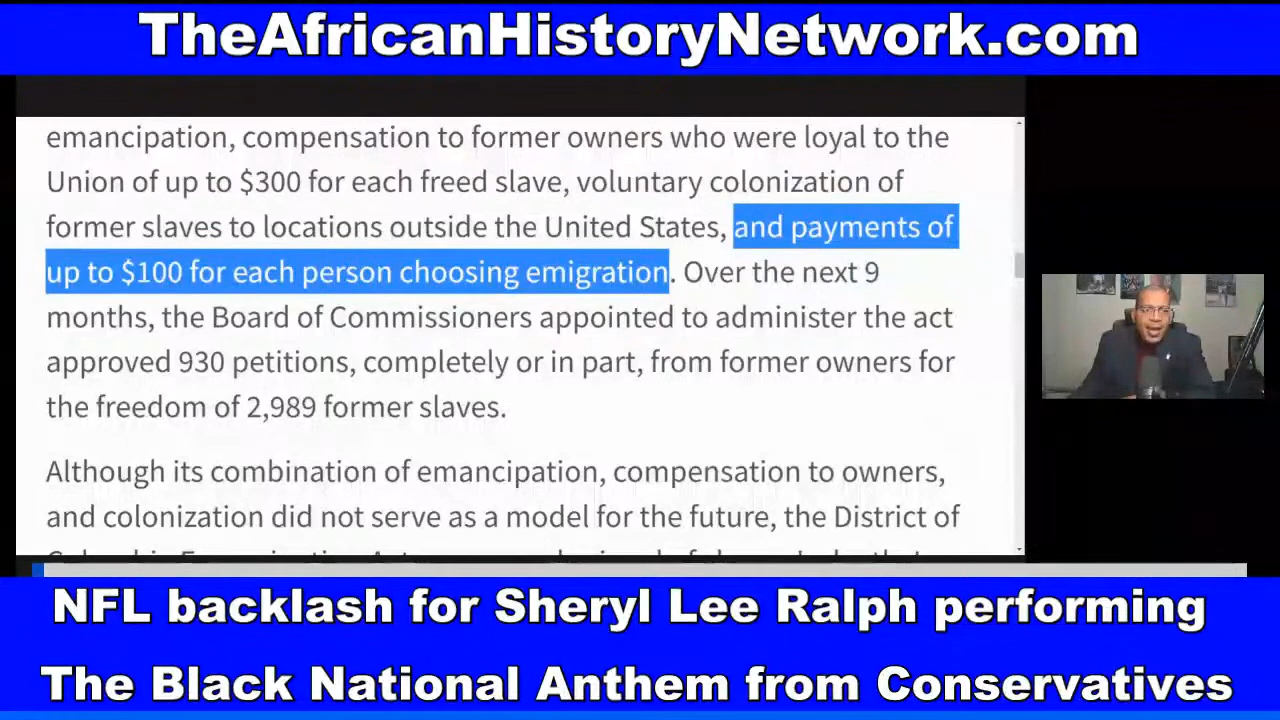 TheAfricanHistoryNetwork.com
emancipation, compensation to former owners who were loyal to the
Union of up to $300 for each freed slave, voluntary colonization of
former slaves to locations outside the United States, and payments of
up to $100 for each person choosing emigration. Over the next 9
months, the Board of Commissioners appointed to administer the act
approved 930 petitions, completely or in part, from former owners for
the freedom of 2,989 former slaves.
Although its combination of emancipation, compensation to owners,
and colonization did not serve as a model for the future, the District of
NFL backlash for Sheryl Lee Ralph performing
The Black National Anthem from Conservatives